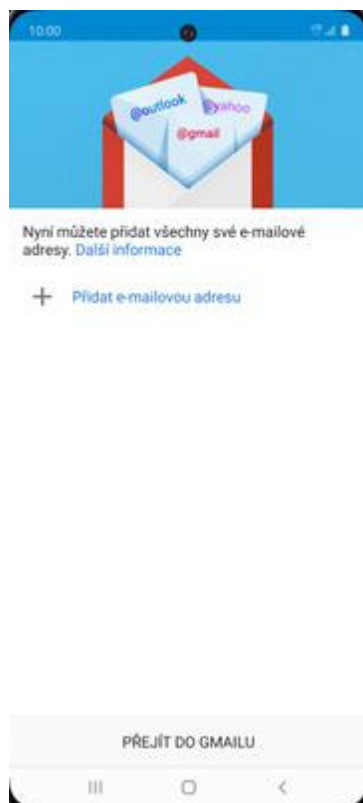 10:00
@outlook
@yahoo
@gmail
Nyní můžete přidat všechny své e-mailové
adresy. Další informace
Přidat e-mailovou adresu
PŘEJÍT DO GMAILU